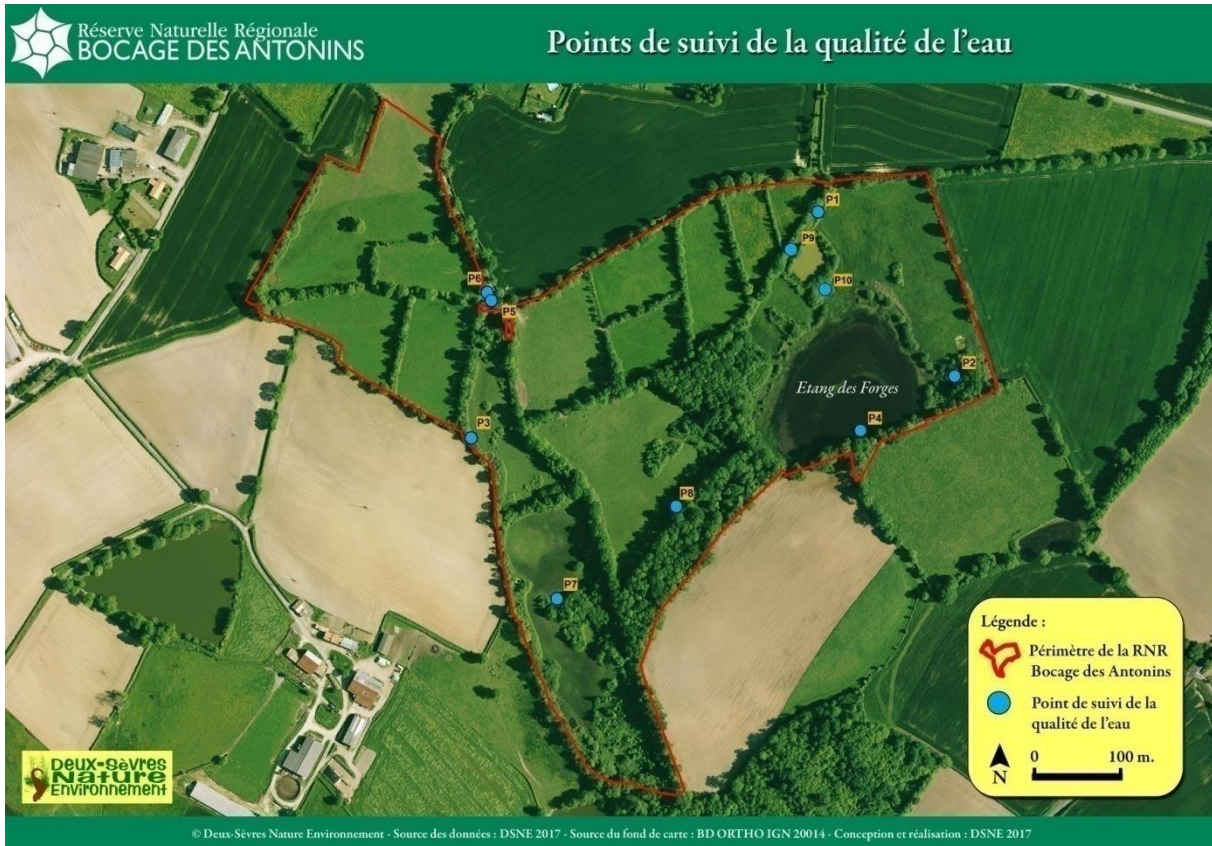 Réserve Naturelle Régionale
BOCAGE DES ANTONINS
Points de suivi de la qualité de l'eau
P1
P9
P10
P6
P5
P2
Etang des Forges
P4
P3
P8
P7
Légende :
Périmètre de la RNR
Bocage des Antonins
Point de suivi de la
qualité de l'eau
0 100 m.
N
Deux-Sèvres
Nature
Environnement
© Deux-Sèvres Nature Environnement - Source des données : DSNE 2017 - Source du fond de carte : BD ORTHO IGN 20014 - Conception et réalisation : DSNE 2017